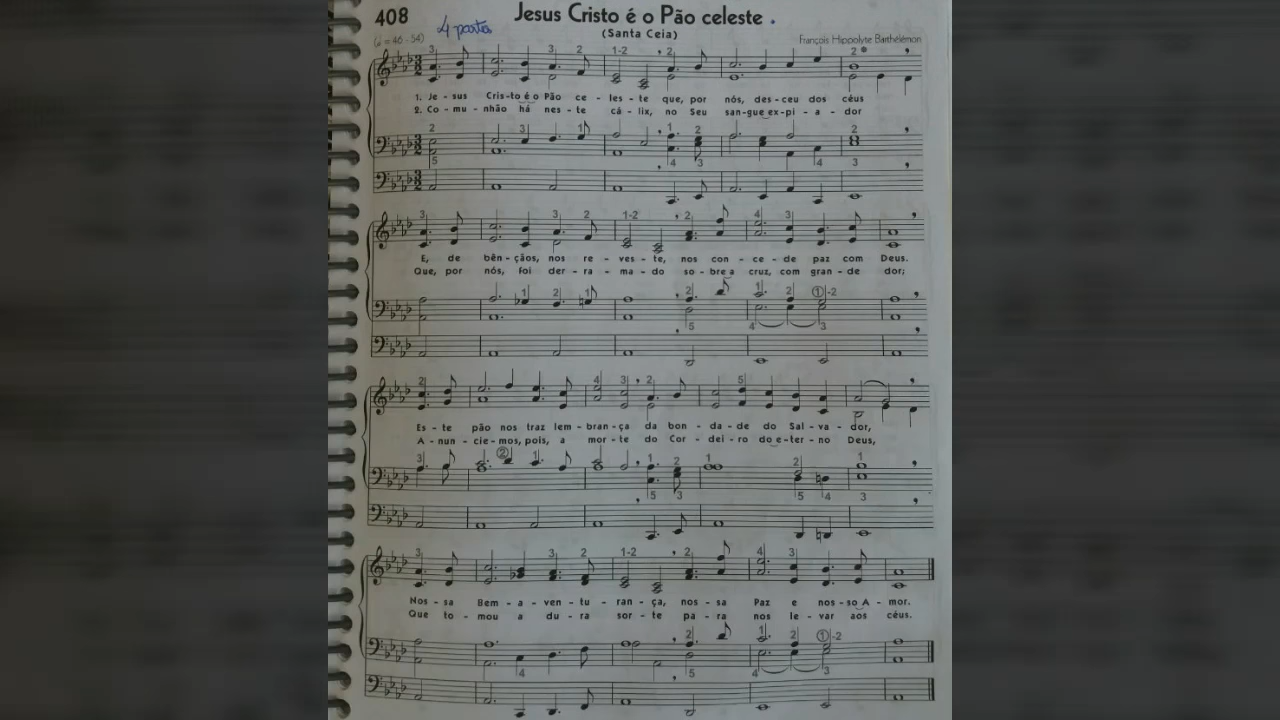 408
Jesus Cristo é o Pão celeste .
4 partes
(Santa Ceia)
(♩ = 46 - 54)
François Hippolyte Barthélémon
1. Je - sus Cris - to é o Pão ce - les - te que, por nós, des - ceu dos céus
2. Co - mu - nhão há nes - te cá - lix, no Seu san - gue ex - pi - a - dor
E, de bên - çãos, nos re - ves - te, nos con - ce - de paz com Deus.
Que, por nós, foi der - ra - ma - do so - bre a cruz, com gran - de dor;
Es - te pão nos traz lem - bran - ça da bon - da - de do Sal - va - dor,
A - nun - cie - mos, pois, a mor - te do Cor - dei - ro do e - ter - no Deus,
Nos - sa Bem - a - ven - tu - ran - ça, nos - sa Paz e nos - so A - mor.
Que to - mou a du - ra sor - te pa - ra nos le - var aos céus.